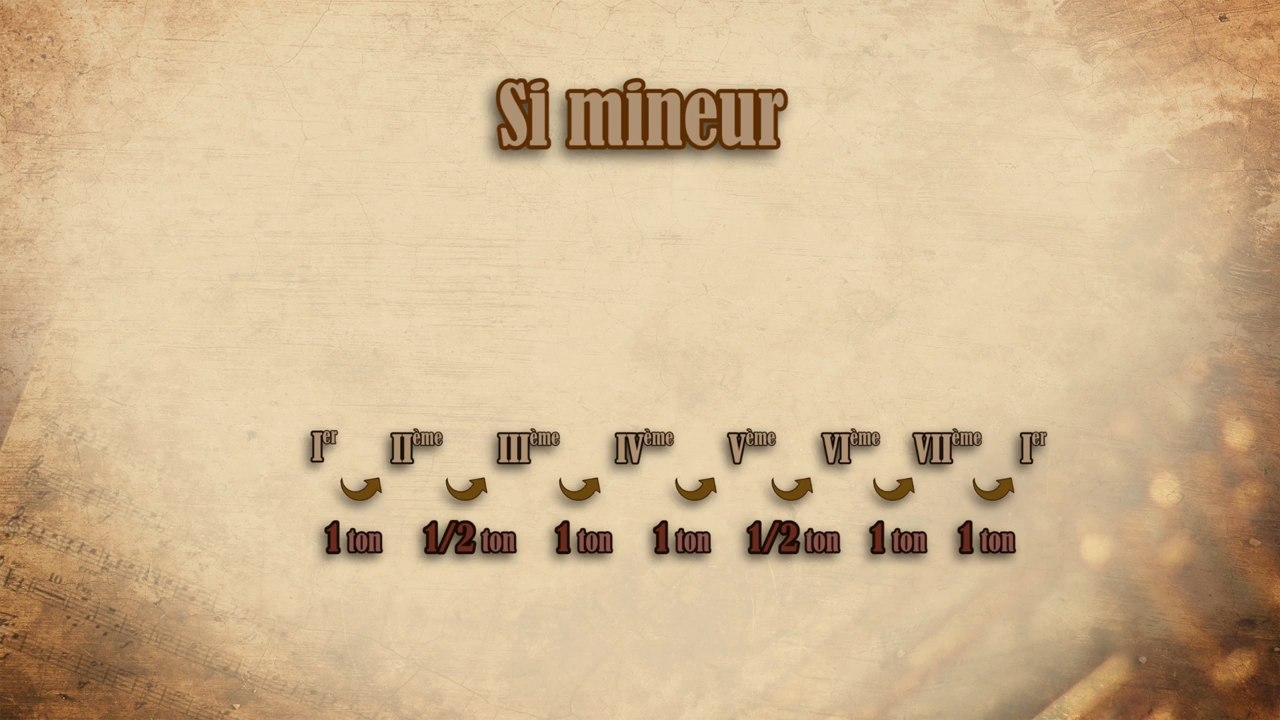 Si mineur
Ier IIème IIIème IVème Vème VIème VIIème Ier
1 ton 1/2 ton 1 ton 1 ton 1/2 ton 1 ton 1 ton